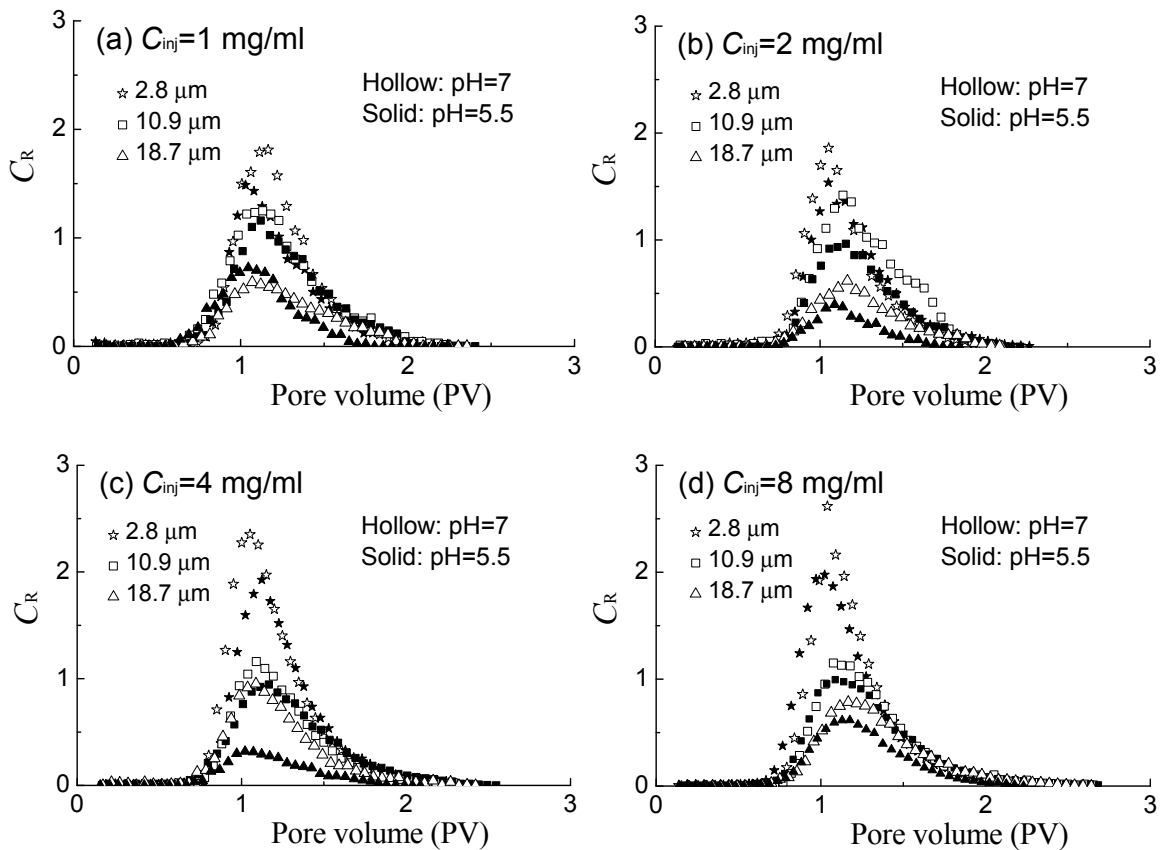 (a) Cinj=1 mg/ml
2.8 μm
10.9 μm
18.7 μm
Hollow: pH=7
Solid: pH=5.5
CR
3
2
1
0
0 1 2 3
Pore volume (PV)
(b) Cinj=2 mg/ml
2.8 μm
10.9 μm
18.7 μm
Hollow: pH=7
Solid: pH=5.5
CR
3
2
1
0
0 1 2 3
Pore volume (PV)
(c) Cinj=4 mg/ml
2.8 μm
10.9 μm
18.7 μm
Hollow: pH=7
Solid: pH=5.5
CR
3
2
1
0
0 1 2 3
Pore volume (PV)
(d) Cinj=8 mg/ml
2.8 μm
10.9 μm
18.7 μm
Hollow: pH=7
Solid: pH=5.5
CR
3
2
1
0
0 1 2 3
Pore volume (PV)